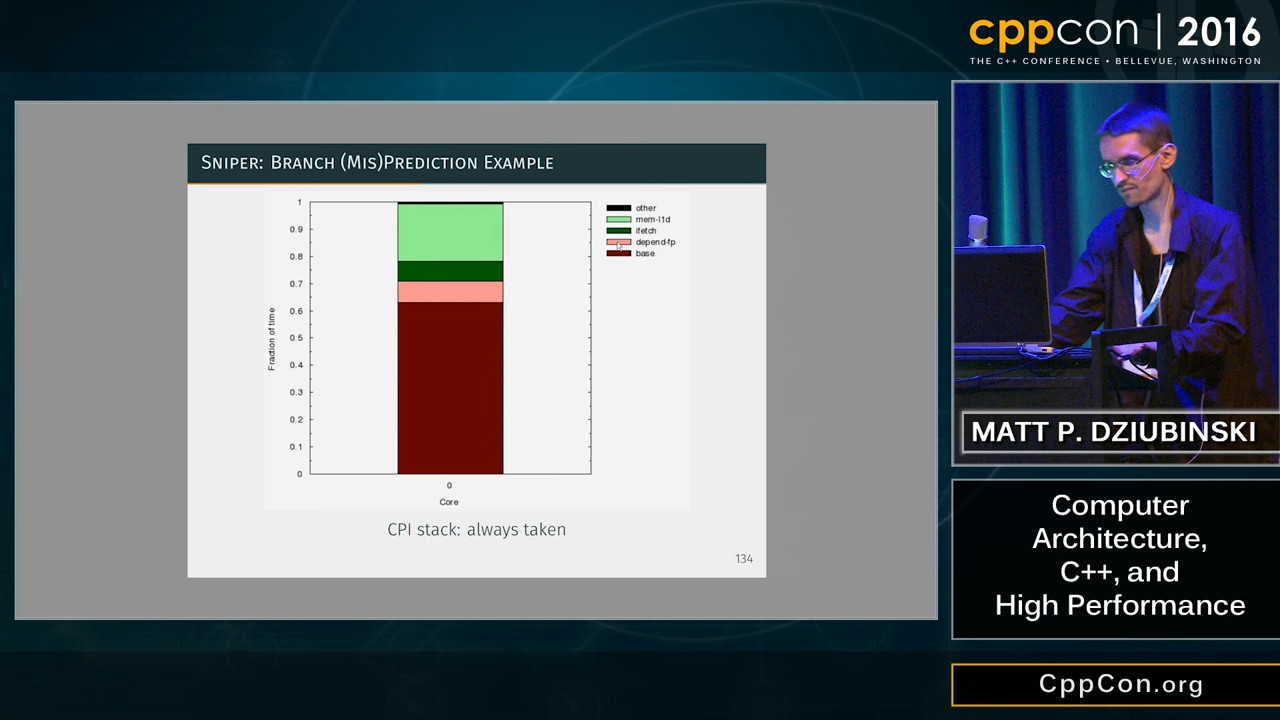 cppcon | 2016
THE C++ CONFERENCE • BELLEVUE, WASHINGTON
SNIPER: BRANCH (MIS)PREDICTION EXAMPLE
1
0.9
0.8
0.7
0.6
0.5
0.4
0.3
0.2
0.1
0
Fraction of time
0
Core
other
mem-l1d
ifetch
depend-fp
base
CPI stack: always taken
134
MATT P. DZIUBINSKI
Computer
Architecture,
C++, and
High Performance
CppCon.org